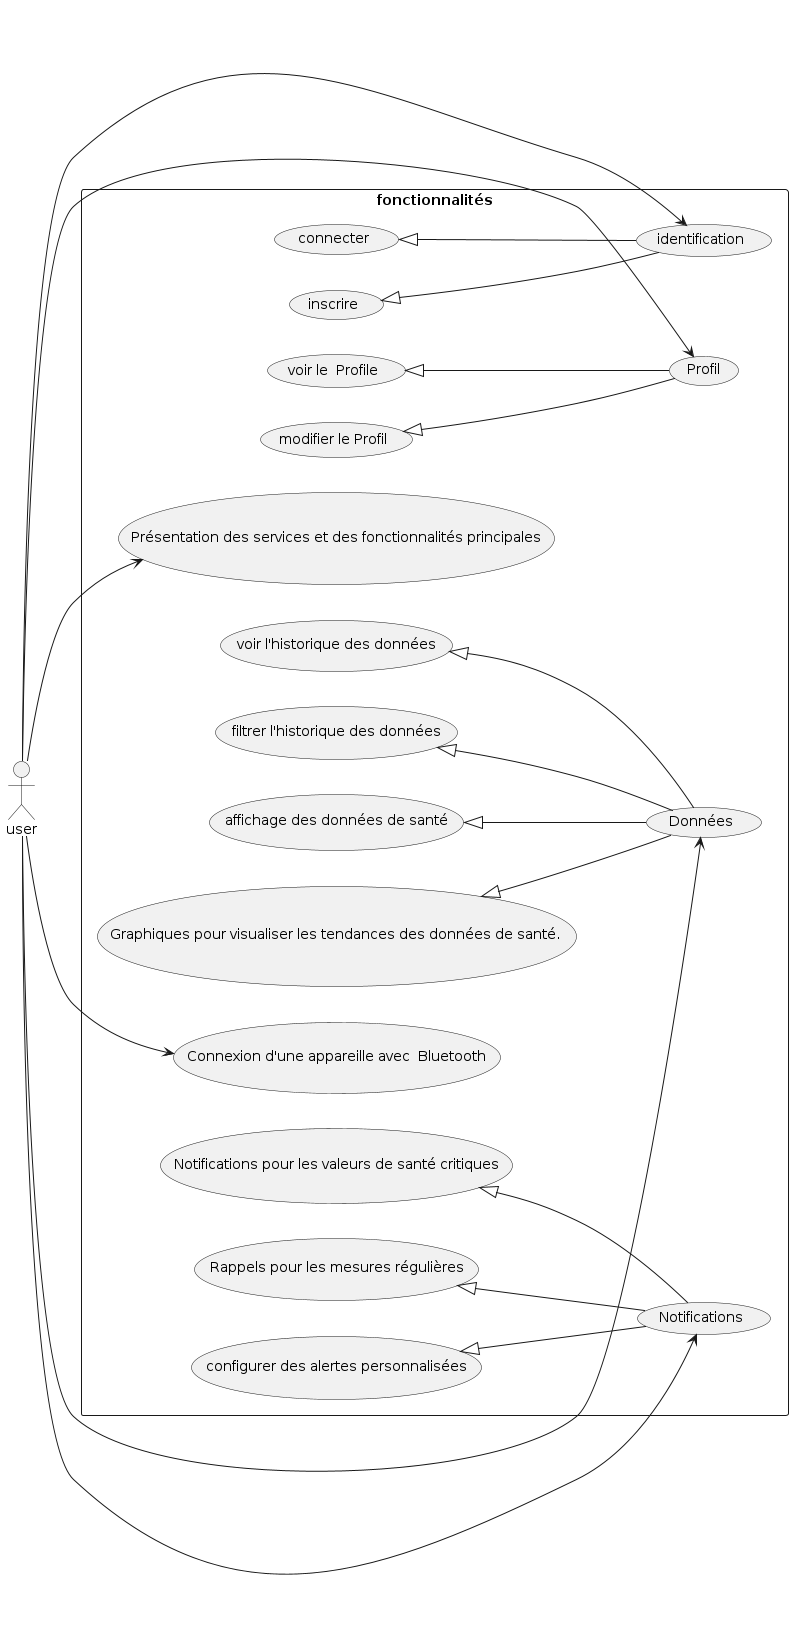 fonctionnalités
connecter
identification
inscrire
voir le  Profile
Profil
modifier le Profil
Présentation des services et des fonctionnalités principales
voir l'historique des données
filtrer l'historique des données
affichage des données de santé
Données
user
Graphiques pour visualiser les tendances des données de santé.
Connexion d'une appareille avec  Bluetooth
Notifications pour les valeurs de santé critiques
Rappels pour les mesures régulières
Notifications
configurer des alertes personnalisées